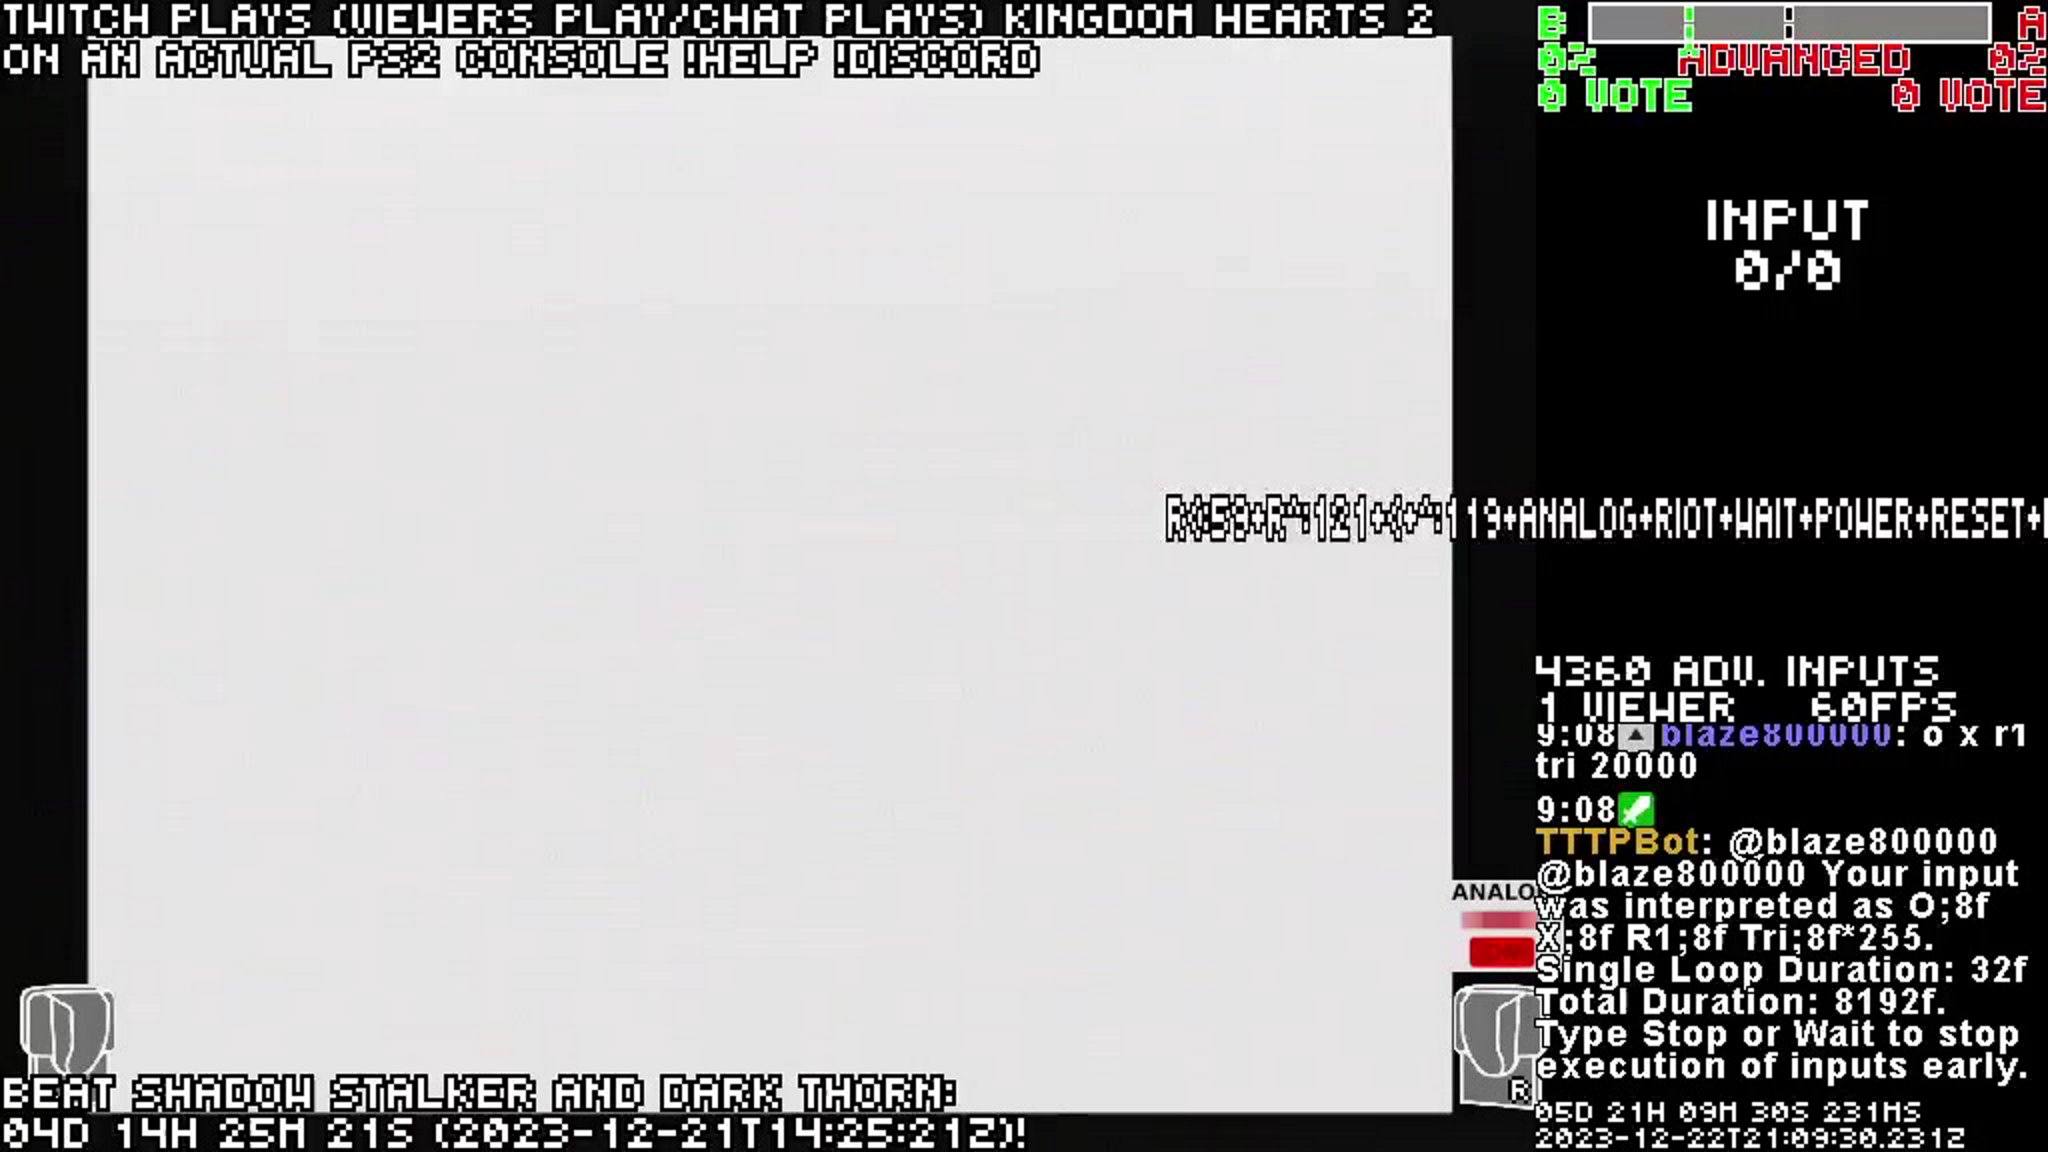 TWITCH PLAYS (VIEWERS PLAY/CHAT PLAYS) KINGDOM HEARTS 2
ON AN ACTUAL PS2 CONSOLE !HELP !DISCORD
B A
0% ADVANCED 0%
0 VOTE 0 VOTE
INPUT
0/0
R<:59+R^:121+<+^:119+ANALOG+RIOT+WAIT+POWER+RESET+
4360 ADV. INPUTS
1 VIEWER 60FPS
9:08 blaze800000: o x r1
tri 20000
9:08
TTTPBot: @blaze800000
@blaze800000 Your input
was interpreted as O;8f
X;8f R1;8f Tri;8f*255.
Single Loop Duration: 32f
Total Duration: 8192f.
Type Stop or Wait to stop
execution of inputs early.
ANALO
R
BEAT SHADOW STALKER AND DARK THORN:
04D 14H 25M 21S (2023-12-21T14:25:21Z)!
05D 21H 09M 30S 231MS
2023-12-22T21:09:30.231Z